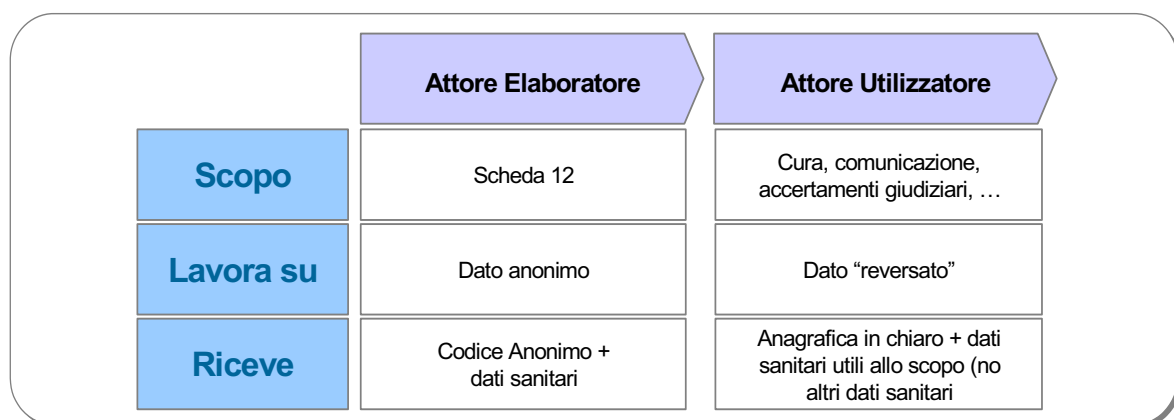 Attore Elaboratore
Attore Utilizzatore
Scopo
Scheda 12
Cura, comunicazione,
accertamenti giudiziari, …
Lavora su
Dato anonimo
Dato “reversato”
Riceve
Codice Anonimo +
dati sanitari
Anagrafica in chiaro + dati
sanitari utili allo scopo (no
altri dati sanitari